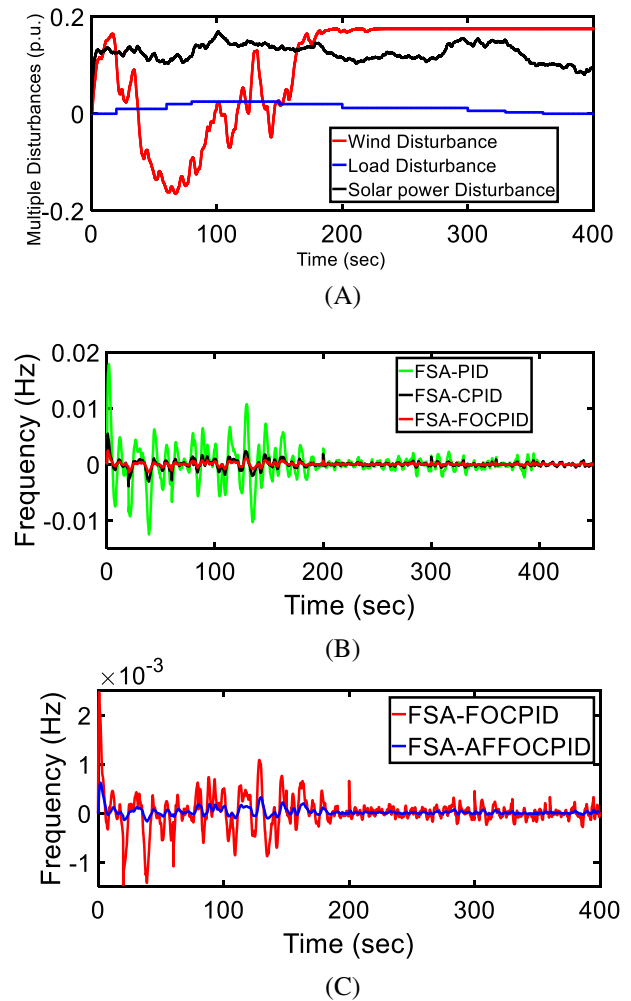 Multiple Disturbances (p.u.)
0.2
0
-0.2
Wind Disturbance
Load Disturbance
Solar power Disturbance
0 100 200 300 400
Time (sec)
(A)
Frequency (Hz)
0.02
0.01
0
-0.01
FSA-PID
FSA-CPID
FSA-FOCPID
0 100 200 300 400
Time (sec)
(B)
×10⁻³
Frequency (Hz)
2
1
0
-1
FSA-FOCPID
FSA-AFFOCPID
0 100 200 300 400
Time (sec)
(C)